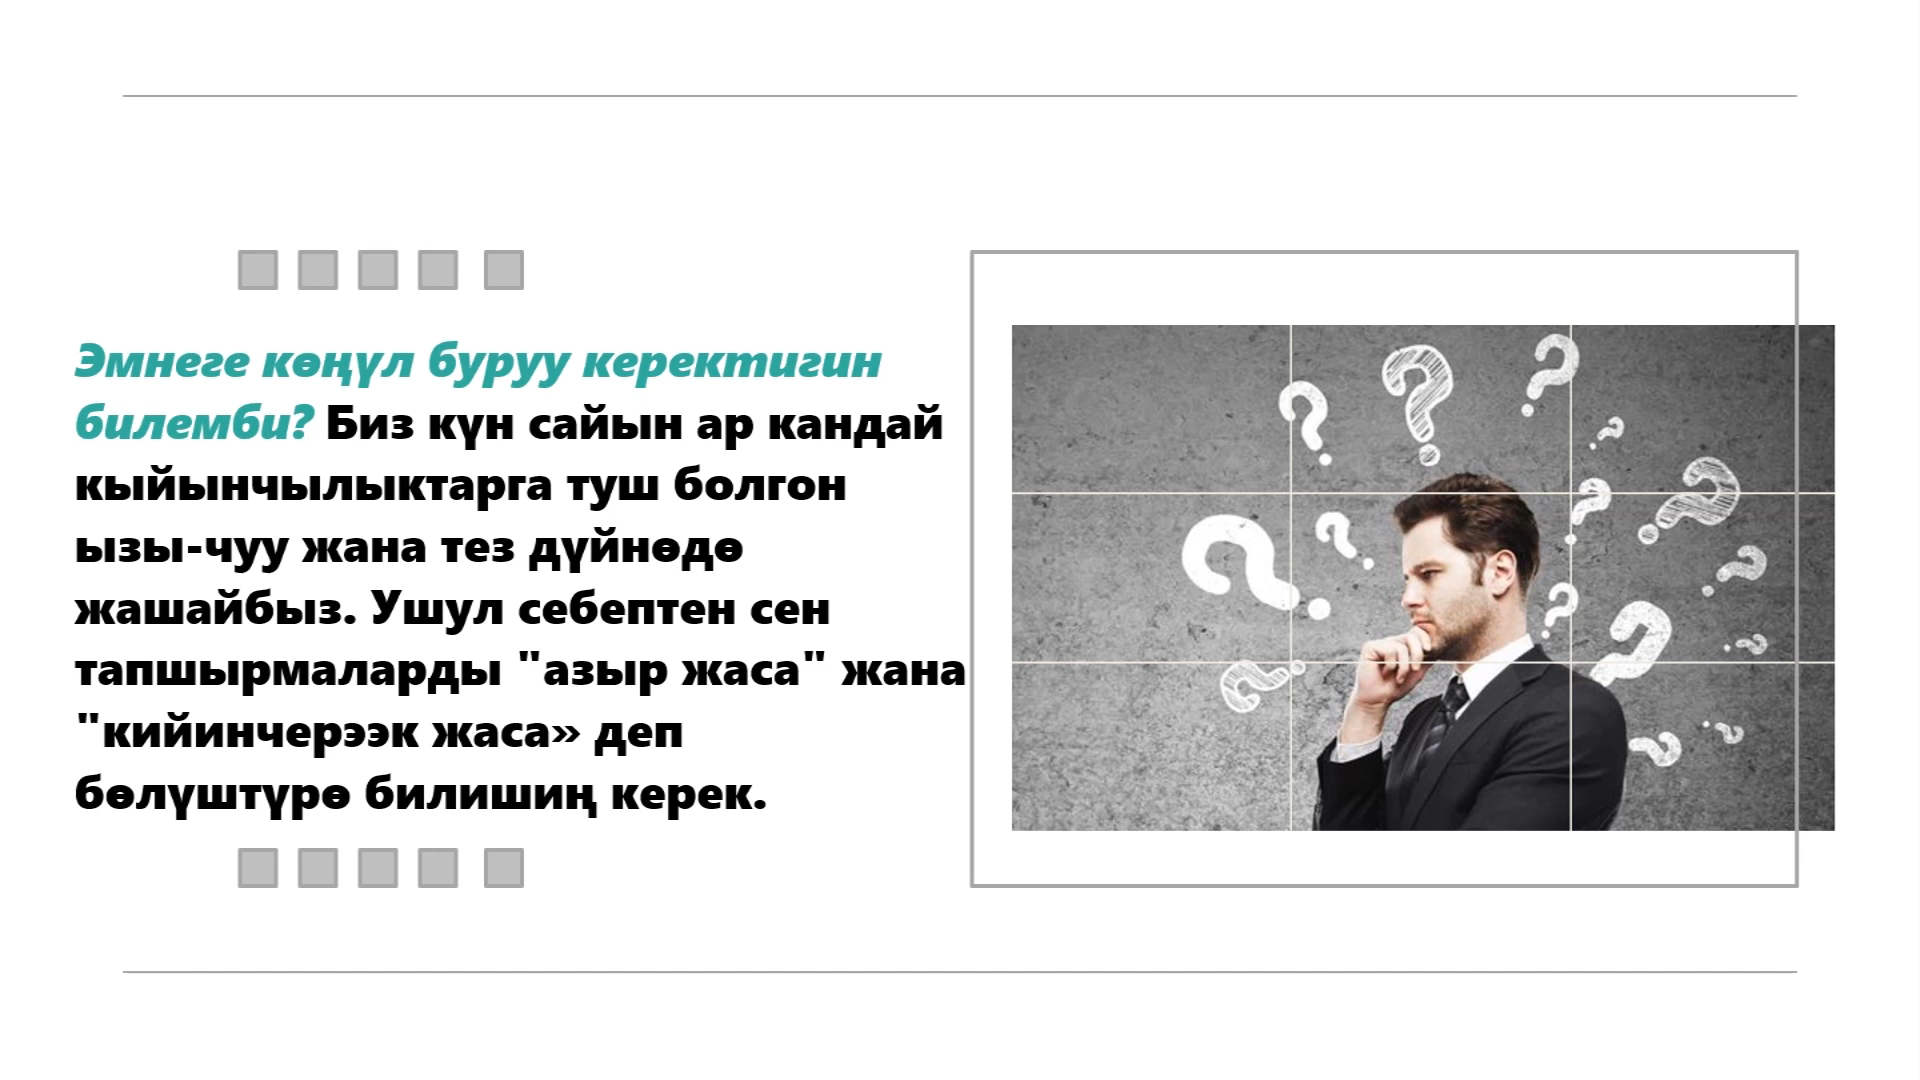 Эмнеге көңүл буруу керектигин
билемби? Биз күн сайын ар кандай
кыйынчылыктарга туш болгон
ызы-чуу жана тез дүйнөдө
жашайбыз. Ушул себептен сен
тапшырмаларды "азыр жаса" жана
"кийинчерээк жаса» деп
бөлүштүрө билишиң керек.